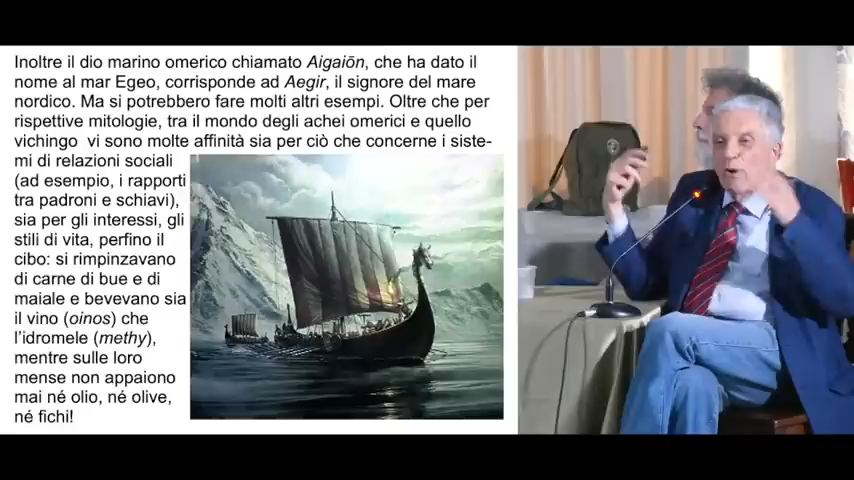 Inoltre il dio marino omerico chiamato Aigaiōn, che ha dato il
nome al mar Egeo, corrisponde ad Aegir, il signore del mare
nordico. Ma si potrebbero fare molti altri esempi. Oltre che per
rispettive mitologie, tra il mondo degli achei omerici e quello
vichingo vi sono molte affinità sia per ciò che concerne i siste-
mi di relazioni sociali
(ad esempio, i rapporti
tra padroni e schiavi),
sia per gli interessi, gli
stili di vita, perfino il
cibo: si rimpinzavano
di carne di bue e di
maiale e bevevano sia
il vino (oinos) che
l'idromele (methy),
mentre sulle loro
mense non appaiono
mai né olio, né olive,
né fichi!